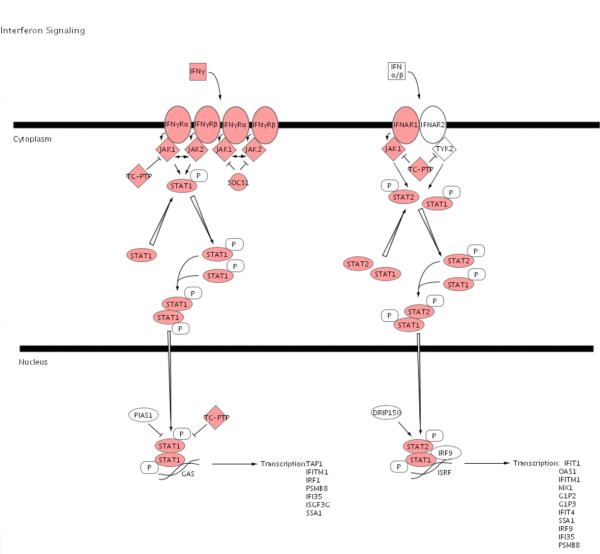 Interferon Signaling
IFNγ
IFN
α/β
IFNγRα
IFNγRβ
IFNγRα
IFNγRβ
IFNAR1
IFNAR2
Cytoplasm
JAK1
JAK2
JAK1
JAK2
JAK1
TYK2
TC-PTP
P
STAT1
SOCS1
TC-PTP
P
STAT2
STAT1
P
STAT1
P
STAT1
P
STAT1
STAT2
STAT1
P
STAT2
P
STAT1
P
STAT1
STAT1
P
P
STAT2
P
STAT1
Nucleus
PIAS1
TC-PTP
P
STAT1
STAT1
P
GAS
Transcription:TAP1
IFITM1
IRF1
PSMB8
IFI35
ISGF3G
SSA1
DRIP150
P
STAT2
IRF9
STAT1
P
ISRF
Transcription: IFIT1
OAS1
IFITM1
MX1
G1P2
G1P3
IFIT4
SSA1
IRF9
IFI35
PSMB8